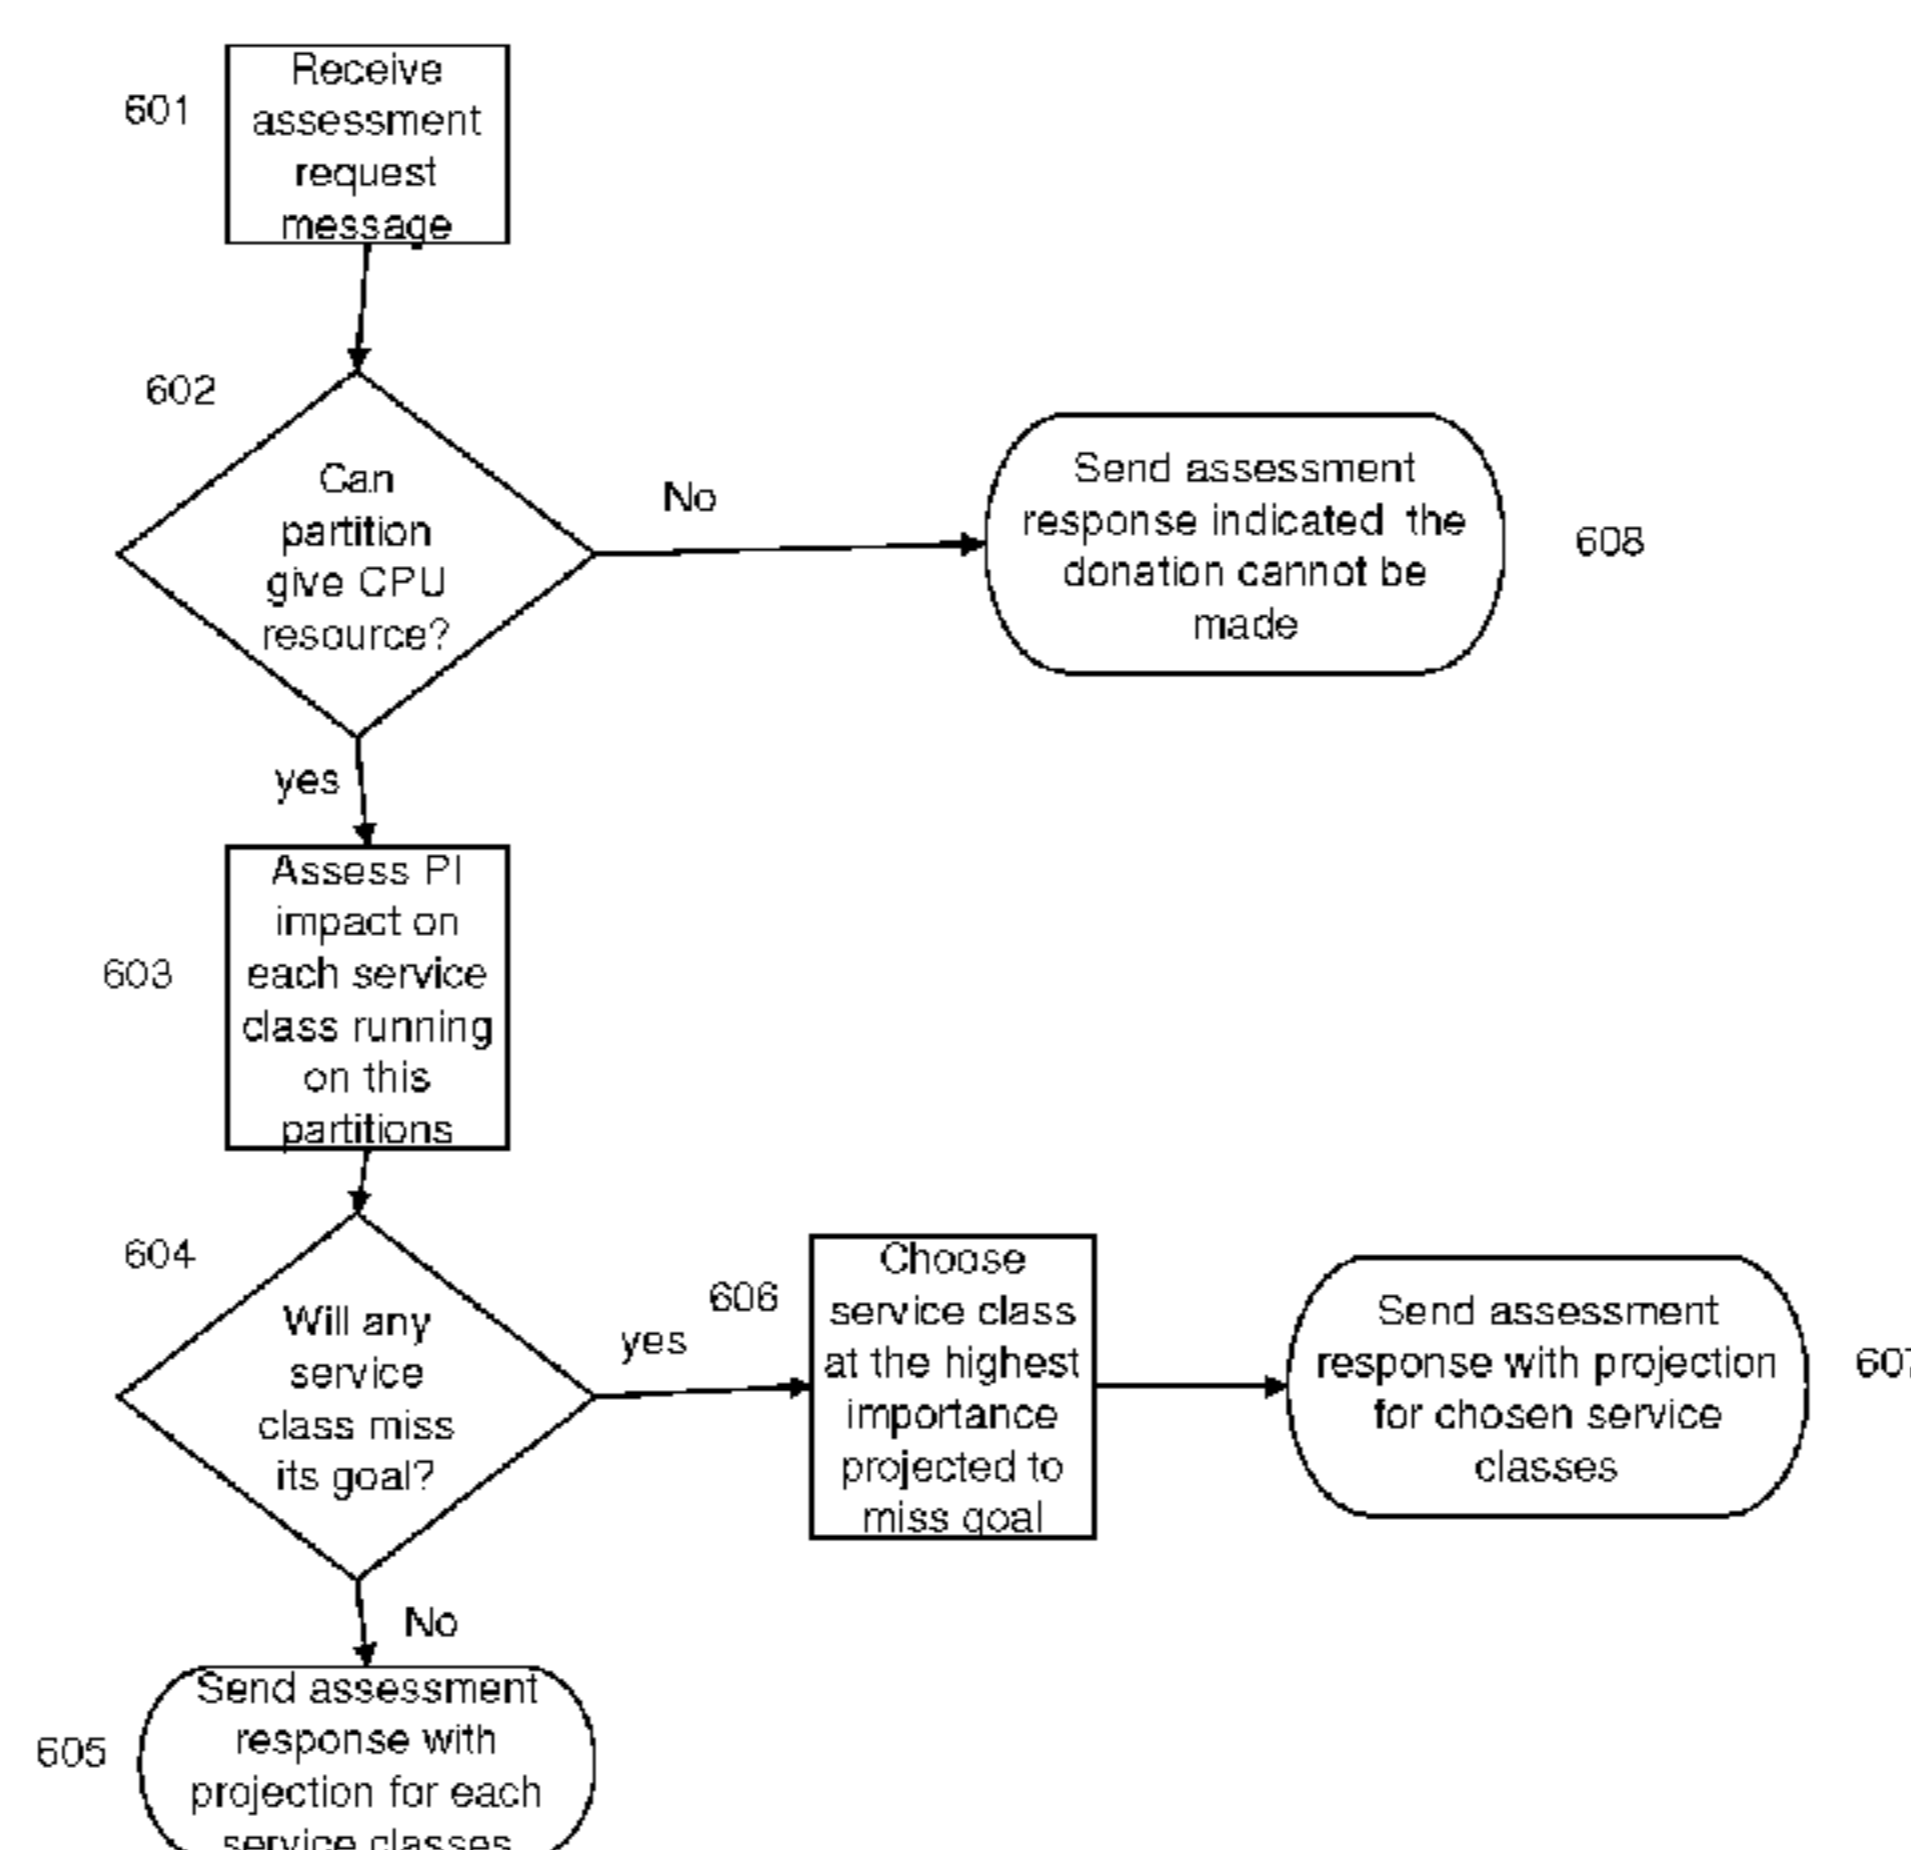 601
Receive
assessment
request
message
602
Can
partition
give CPU
resource?
No
Send assessment
response indicated the
donation cannot be
made
608
yes
603
Assess PI
impact on
each service
class running
on this
partitions
604
Will any
service
class miss
its goal?
yes
606
Choose
service class
at the highest
importance
projected to
miss goal
Send assessment
response with projection
for chosen service
classes
607
No
605
Send assessment
response with
projection for each
service classes